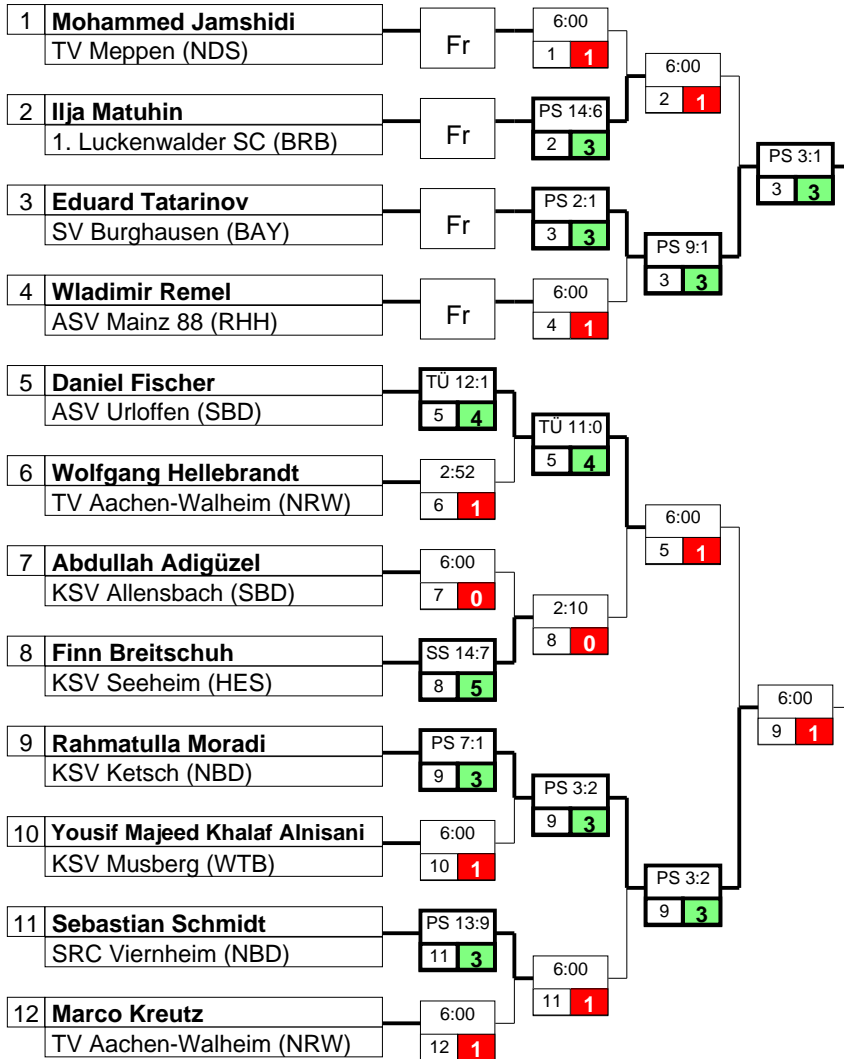 1 Mohammed Jamshidi
TV Meppen (NDS)
Fr
6:00
1 1
6:00
2 1
2 Ilja Matuhin
1. Luckenwalder SC (BRB)
Fr
PS 14:6
2 3
PS 3:1
3 3
3 Eduard Tatarinov
SV Burghausen (BAY)
Fr
PS 2:1
3 3
PS 9:1
3 3
4 Wladimir Remel
ASV Mainz 88 (RHH)
Fr
6:00
4 1
5 Daniel Fischer
ASV Urloffen (SBD)
TÜ 12:1
5 4
TÜ 11:0
5 4
6 Wolfgang Hellebrandt
TV Aachen-Walheim (NRW)
2:52
6 1
6:00
5 1
7 Abdullah Adigüzel
KSV Allensbach (SBD)
6:00
7 0
2:10
8 0
8 Finn Breitschuh
KSV Seeheim (HES)
SS 14:7
8 5
6:00
9 1
9 Rahmatulla Moradi
KSV Ketsch (NBD)
PS 7:1
9 3
PS 3:2
9 3
10 Yousif Majeed Khalaf Alnisani
KSV Musberg (WTB)
6:00
10 1
PS 3:2
9 3
11 Sebastian Schmidt
SRC Viernheim (NBD)
PS 13:9
11 3
6:00
11 1
12 Marco Kreutz
TV Aachen-Walheim (NRW)
6:00
12 1